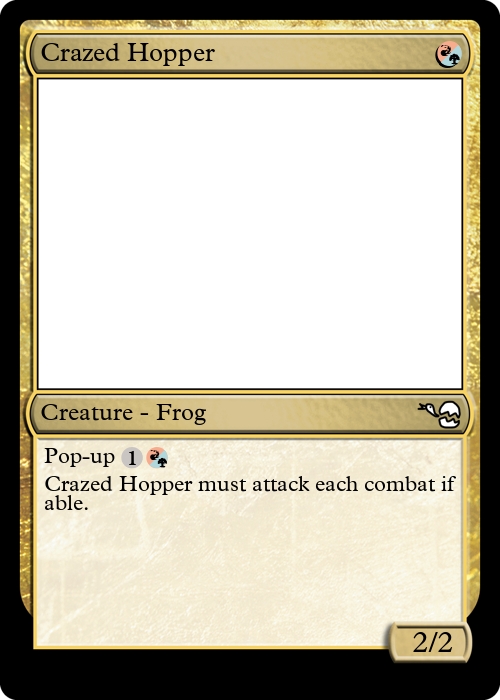 Crazed Hopper
Creature - Frog
Pop-up 1
Crazed Hopper must attack each combat if
able.
2/2